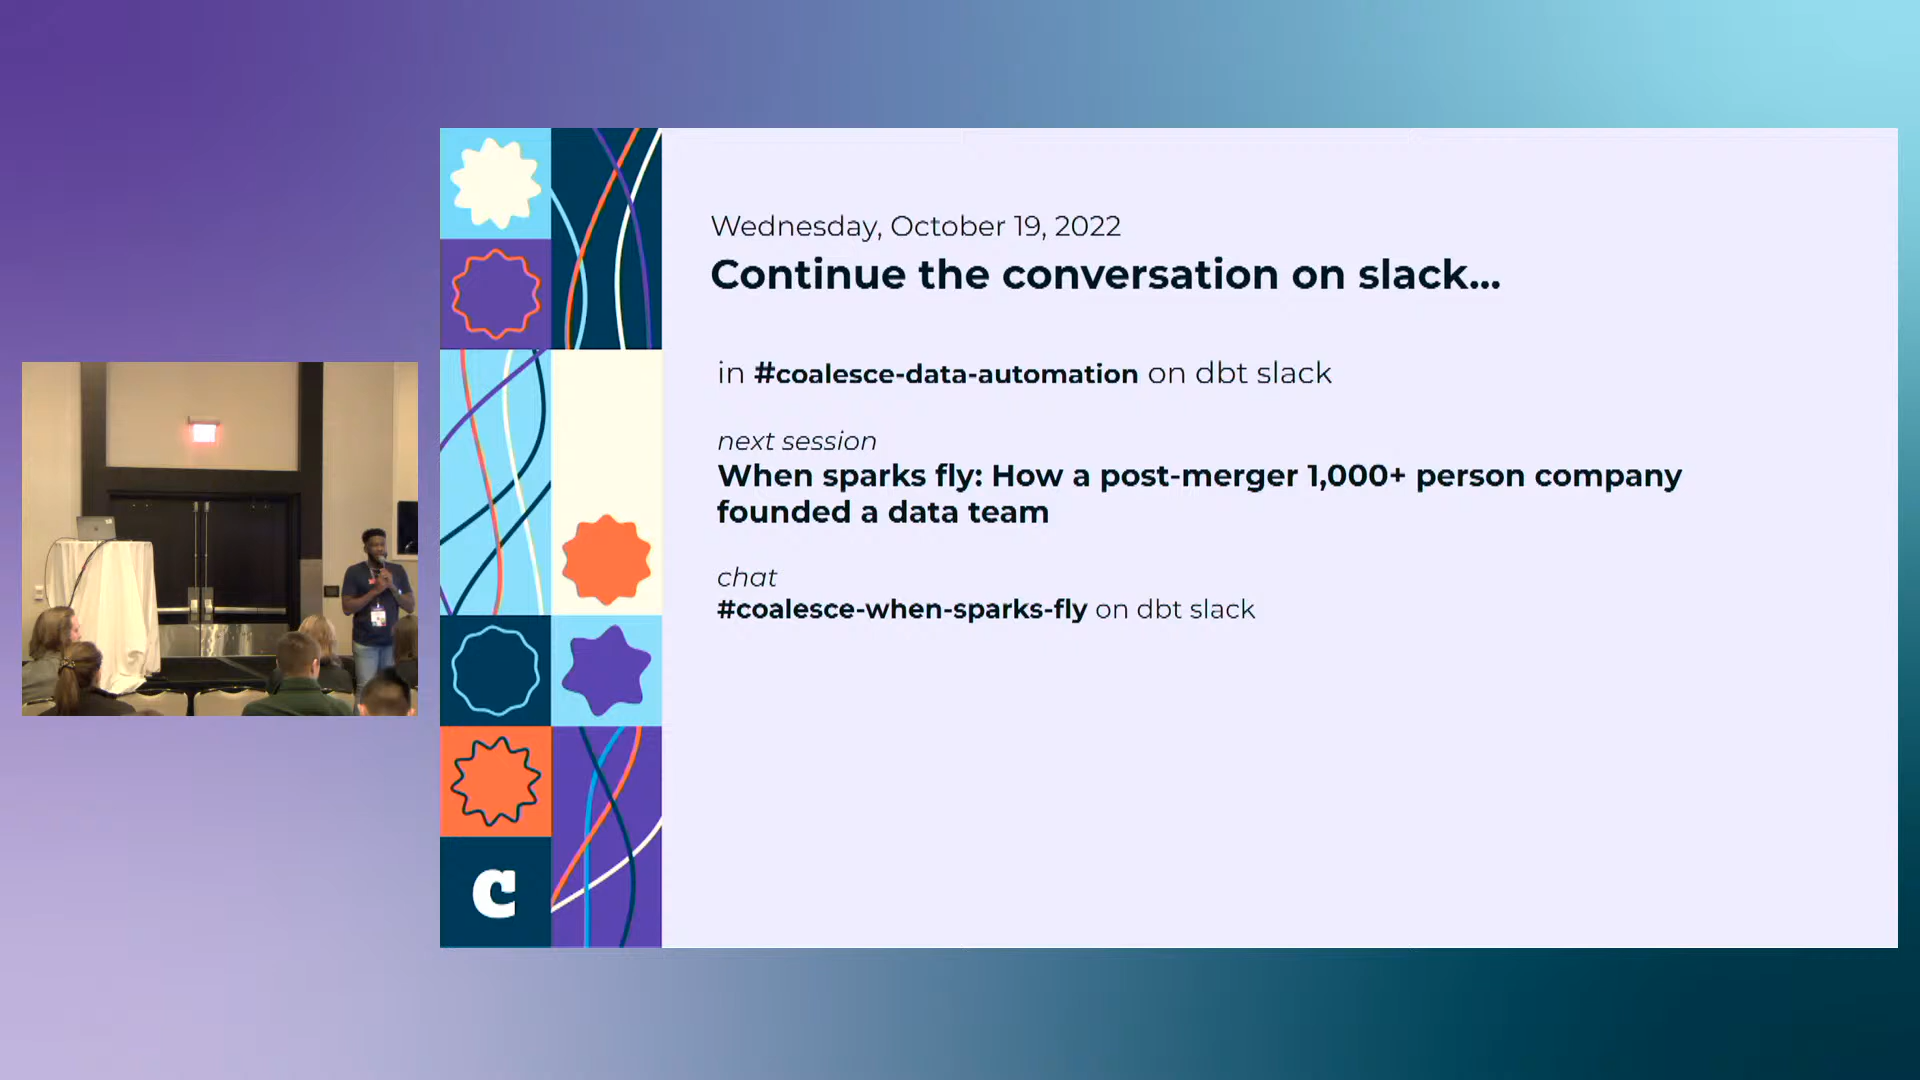 Wednesday, October 19, 2022
Continue the conversation on slack...
in #coalesce-data-automation on dbt slack
next session
When sparks fly: How a post-merger 1,000+ person company
founded a data team
chat
#coalesce-when-sparks-fly on dbt slack
c